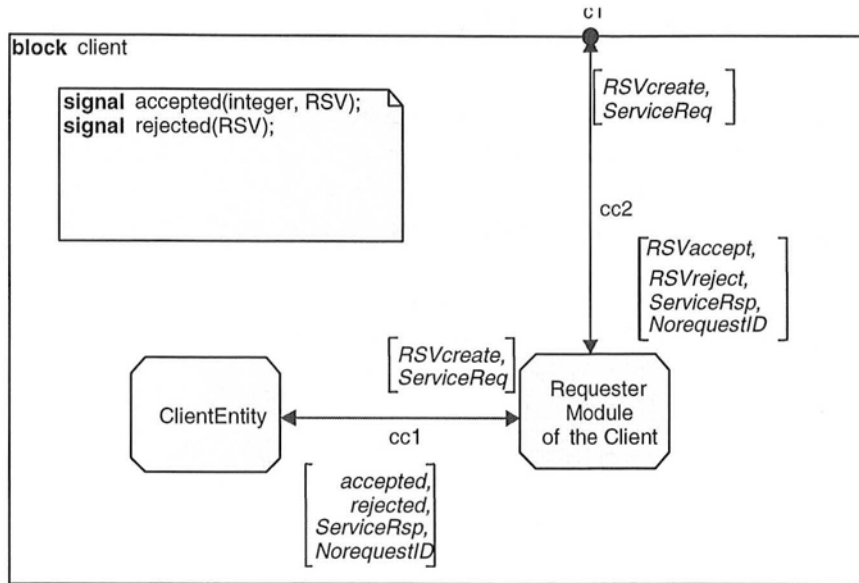 c1
block client
signal accepted(integer, RSV);
signal rejected(RSV);
RSVcreate,
ServiceReq
cc2
RSVaccept,
RSVreject,
ServiceRsp,
NorequestID
RSVcreate,
ServiceReq
ClientEntity
Requester
Module
of the Client
cc1
accepted,
rejected,
ServiceRsp,
NorequestID